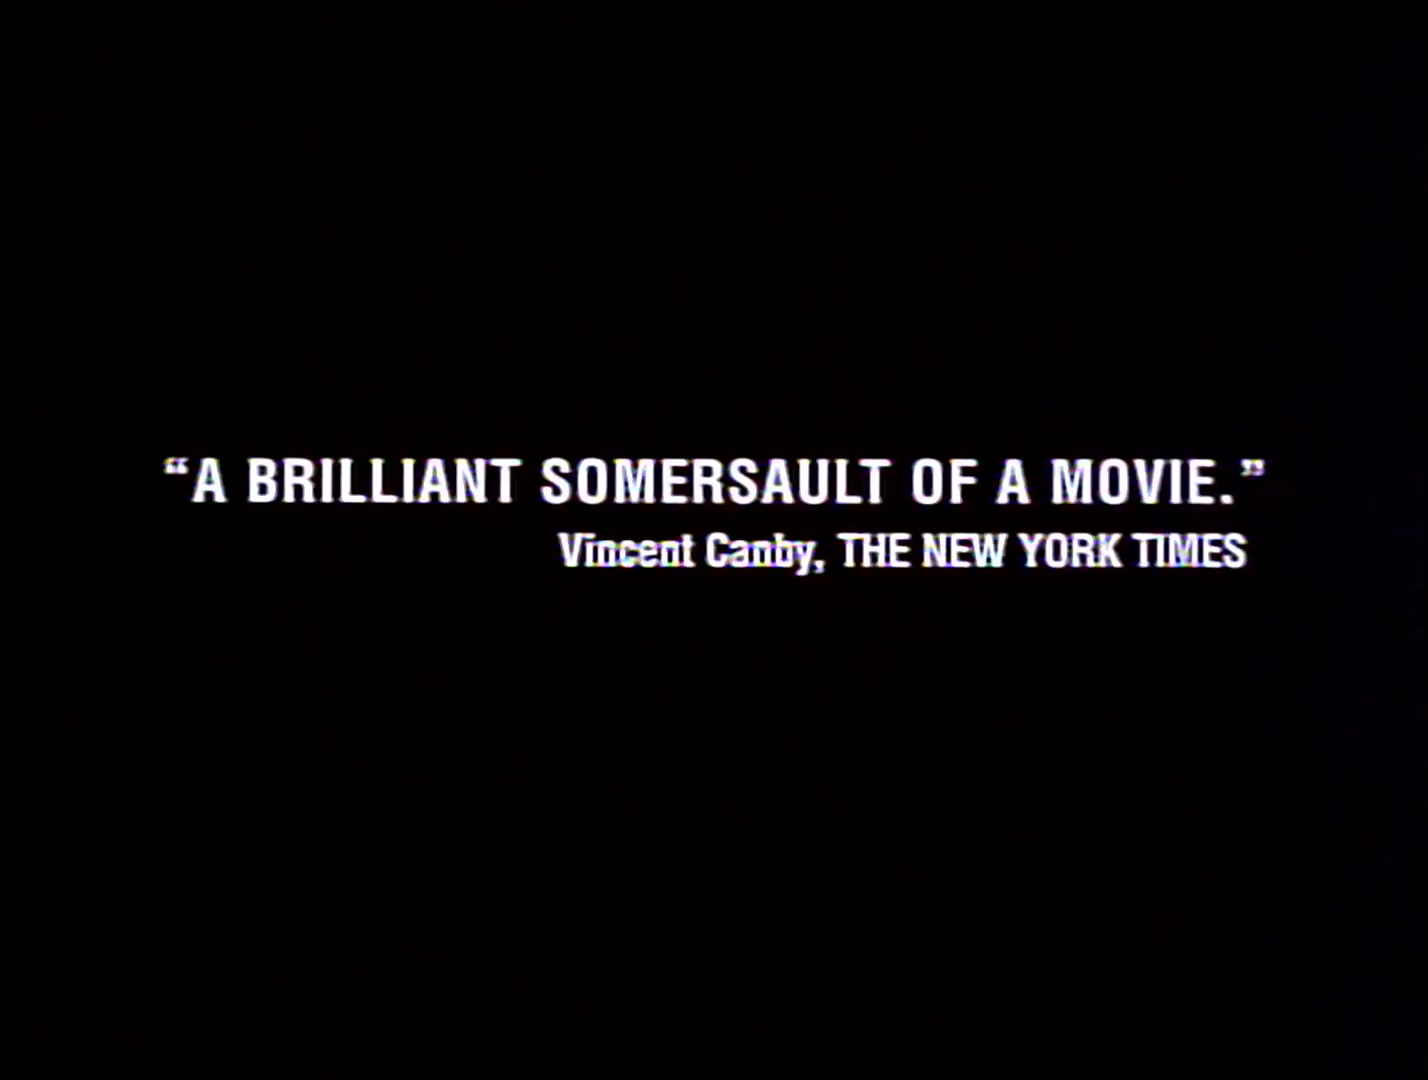 “A BRILLIANT SOMERSAULT OF A MOVIE.”
Vincent Canby, THE NEW YORK TIMES